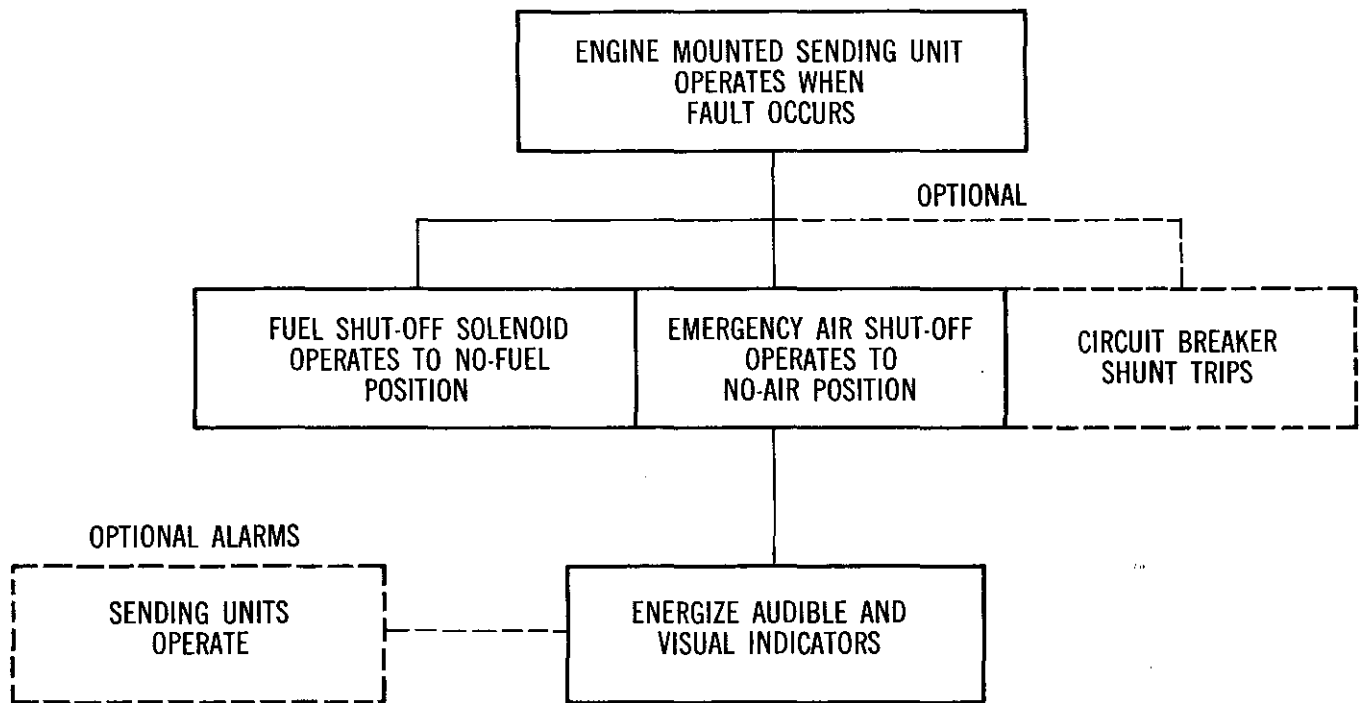 ENGINE MOUNTED SENDING UNIT
OPERATES WHEN
FAULT OCCURS
OPTIONAL
FUEL SHUT-OFF SOLENOID
OPERATES TO NO-FUEL
POSITION
EMERGENCY AIR SHUT-OFF
OPERATES TO
NO-AIR POSITION
CIRCUIT BREAKER
SHUNT TRIPS
OPTIONAL ALARMS
SENDING UNITS
OPERATE
ENERGIZE AUDIBLE AND
VISUAL INDICATORS